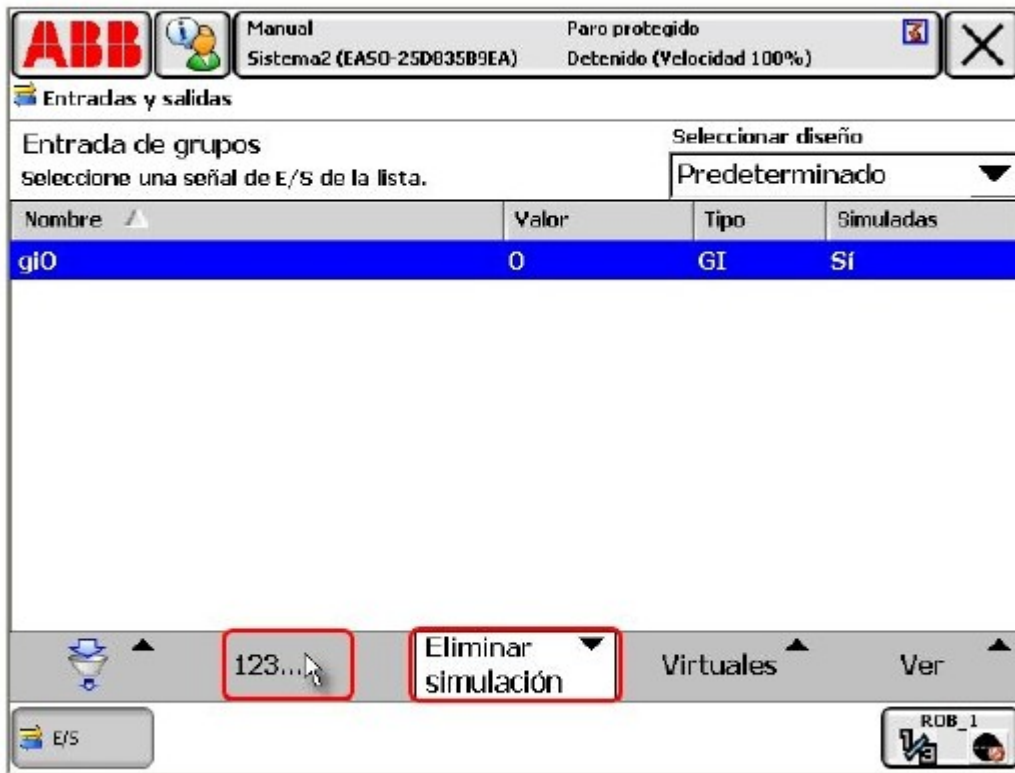 ABB
Manual
Sistema2 (EASO-25D835B9EA)
Paro protegido
Detenido (Velocidad 100%)
Entradas y salidas
Entrada de grupos
Seleccione una señal de E/S de la lista.
Seleccionar diseño
Predeterminado
Nombre Valor Tipo Simuladas
gi0 0 GI Sí
123...
Eliminar
simulación
Virtuales
Ver
E/S
ROB_1